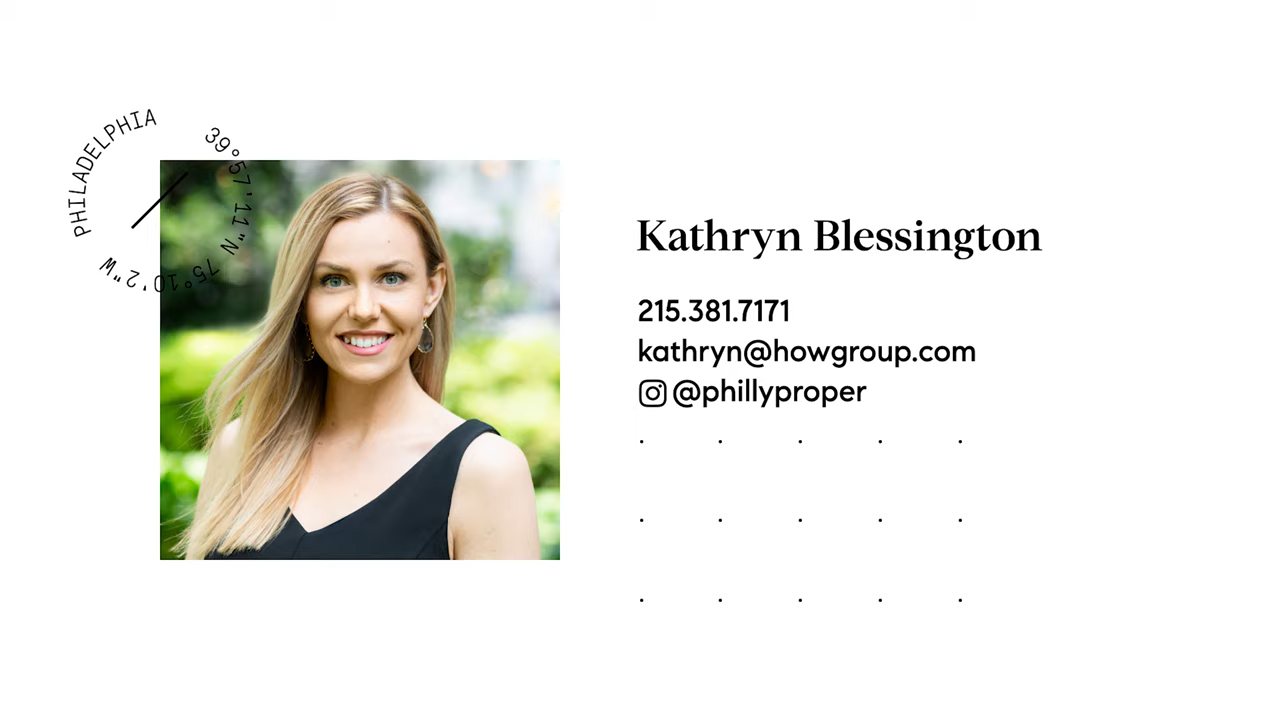 PHILADELPHIA
39°57'11"N 75°10'2"W
Kathryn Blessington
215.381.7171
kathryn@howgroup.com
@phillyproper